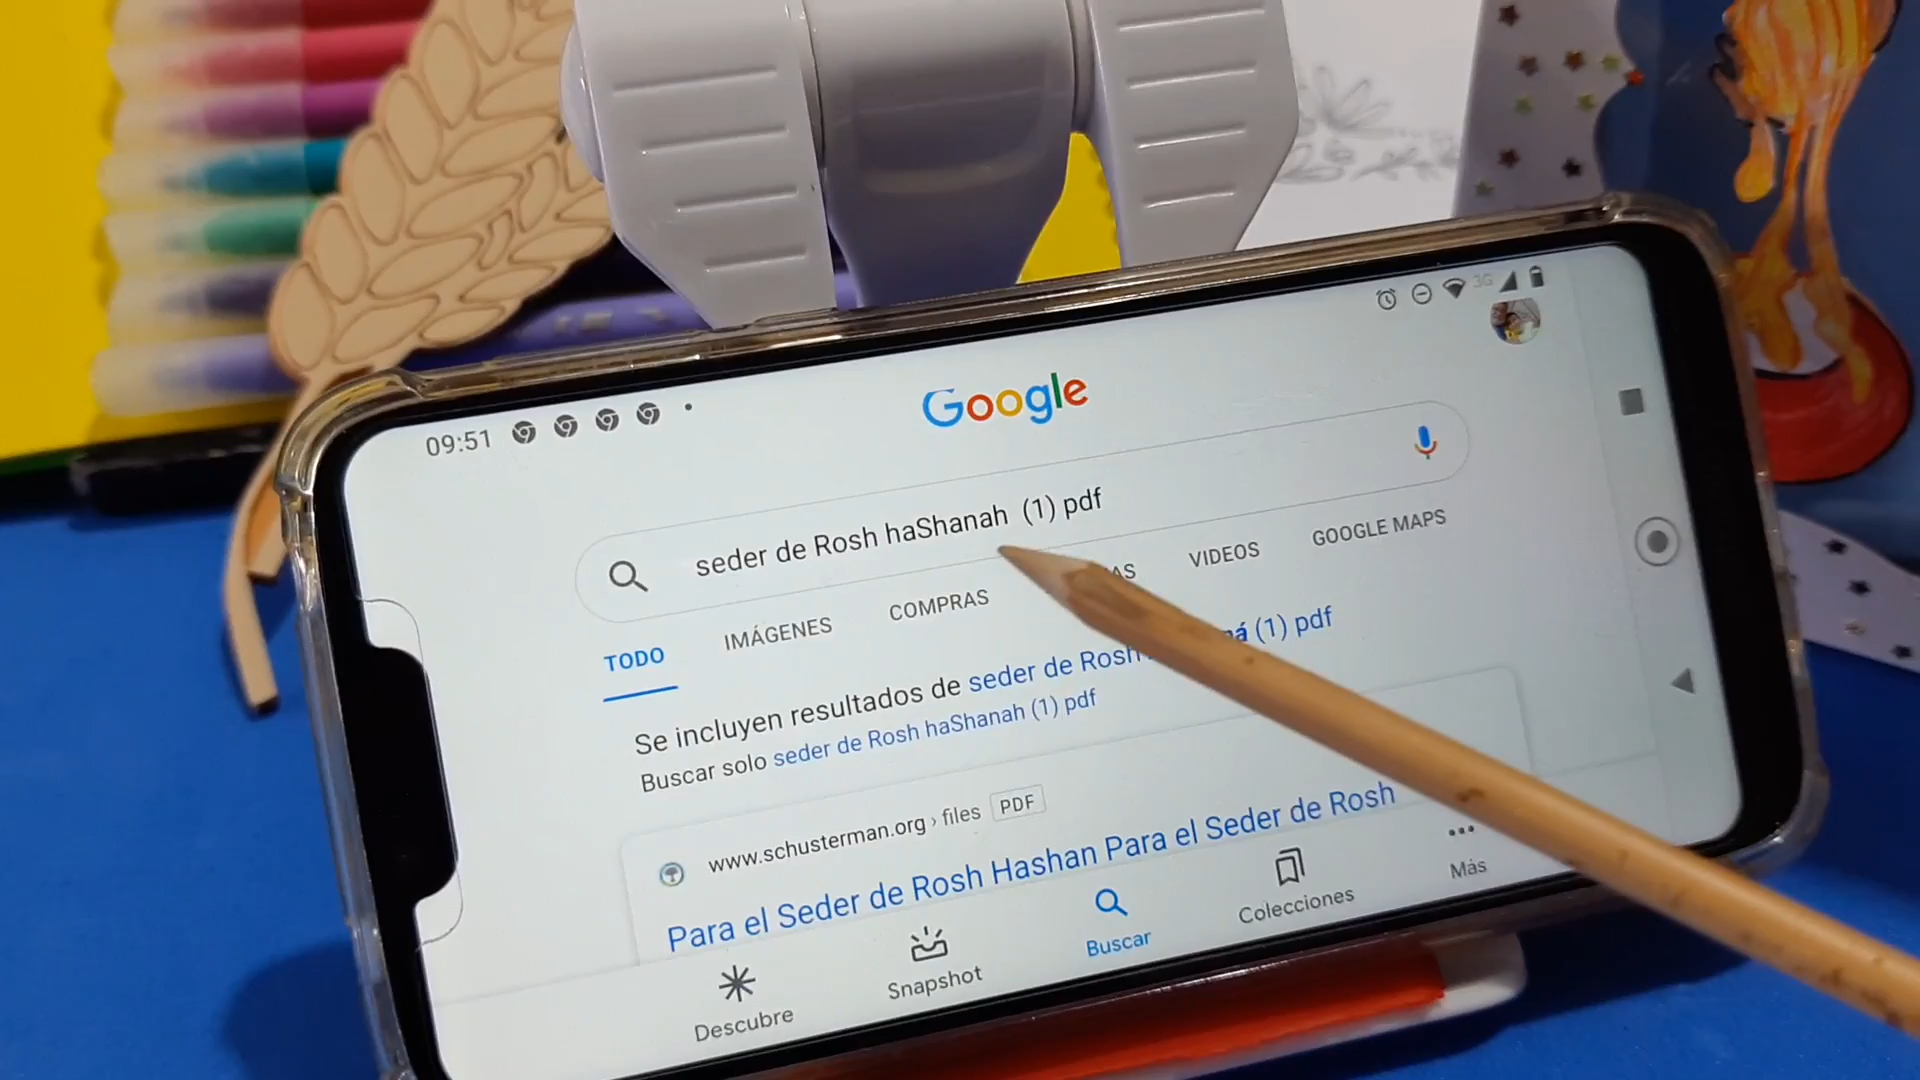 09:51
3G
Google
seder de Rosh haShanah (1) pdf
TODO IMÁGENES COMPRAS VIDEOS GOOGLE MAPS
Se incluyen resultados de seder de Rosh (1) pdf
Buscar solo seder de Rosh haShanah (1) pdf
www.schusterman.org › files PDF
Para el Seder de Rosh Hashan Para el Seder de Rosh
Descubre Snapshot Buscar Colecciones Más